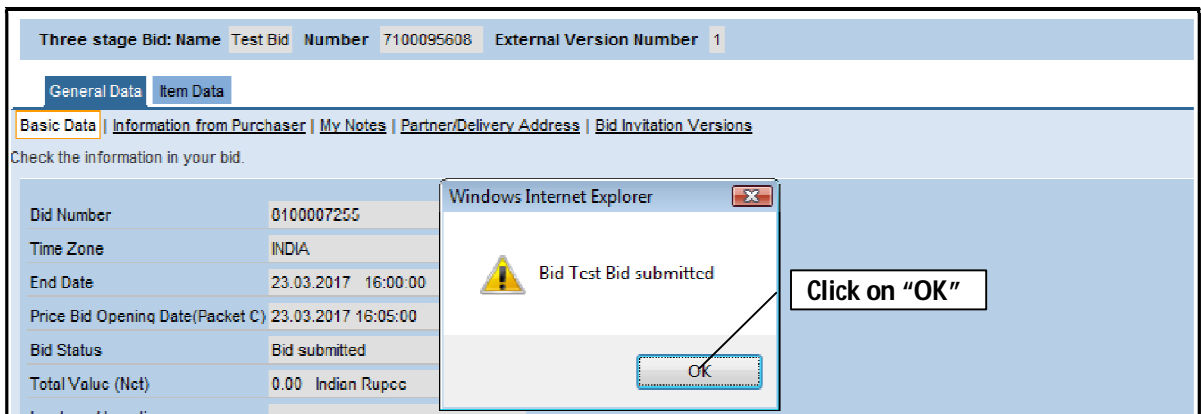 Three stage Bid: Name Test Bid Number 7100095608 External Version Number 1
General Data Item Data
Basic Data | Information from Purchaser | My Notes | Partner/Delivery Address | Bid Invitation Versions
Check the information in your bid.
Windows Internet Explorer
Bid Number 8100007255
Time Zone INDIA
Bid Test Bid submitted
End Date 23.03.2017 16:00:00
Click on “OK”
Price Bid Opening Date(Packet C) 23.03.2017 16:05:00
Bid Status Bid submitted
OK
Total Value (Net) 0.00 Indian Rupee